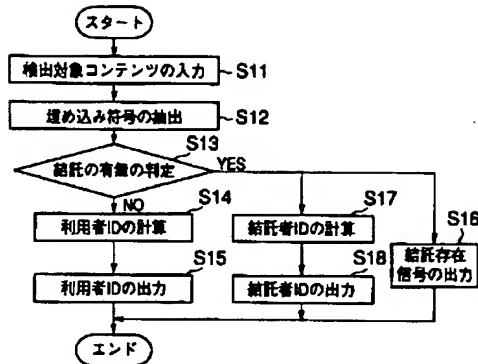 スタート
検出対象コンテンツの入力
S11
埋め込み符号の抽出
S12
S13
結託の有無の判定
YES
NO
S14
利用者IDの計算
S17
結託者IDの計算
S16
結託存在
信号の出力
S15
利用者IDの出力
S18
結託者IDの出力
エンド